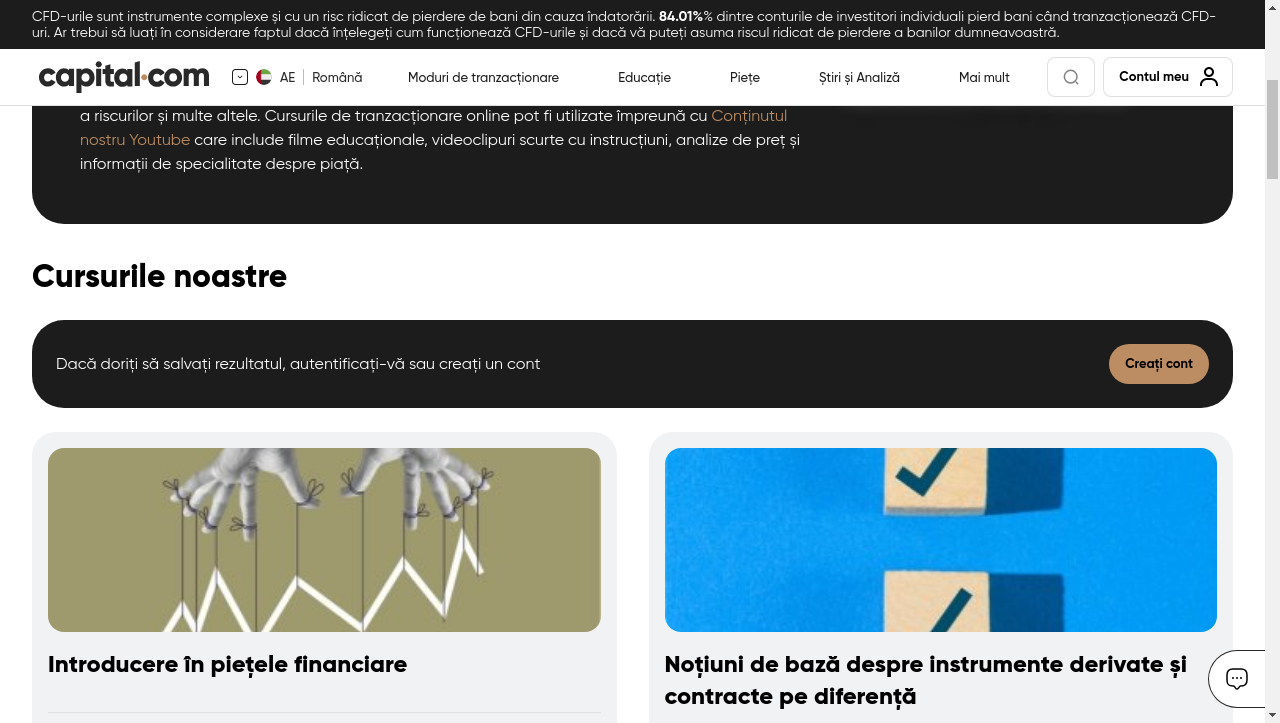 CFD-urile sunt instrumente complexe și cu un risc ridicat de pierdere de bani din cauza îndatorării. 84.01%% dintre conturile de investitori individuali pierd bani când tranzacționează CFD-
uri. Ar trebui să luați în considerare faptul dacă înțelegeți cum funcționează CFD-urile și dacă vă puteți asuma riscul ridicat de pierdere a banilor dumneavoastră.
capital.com
AE
Română
Moduri de tranzacționare
Educație
Piețe
Știri și Analiză
Mai mult
Contul meu
a riscurilor și multe altele. Cursurile de tranzacționare online pot fi utilizate împreună cu Conținutul
nostru Youtube care include filme educaționale, videoclipuri scurte cu instrucțiuni, analize de preț și
informații de specialitate despre piață.
Cursurile noastre
Dacă doriți să salvați rezultatul, autentificați-vă sau creați un cont
Creați cont
Introducere în piețele financiare
Noțiuni de bază despre instrumente derivate și
contracte pe diferență